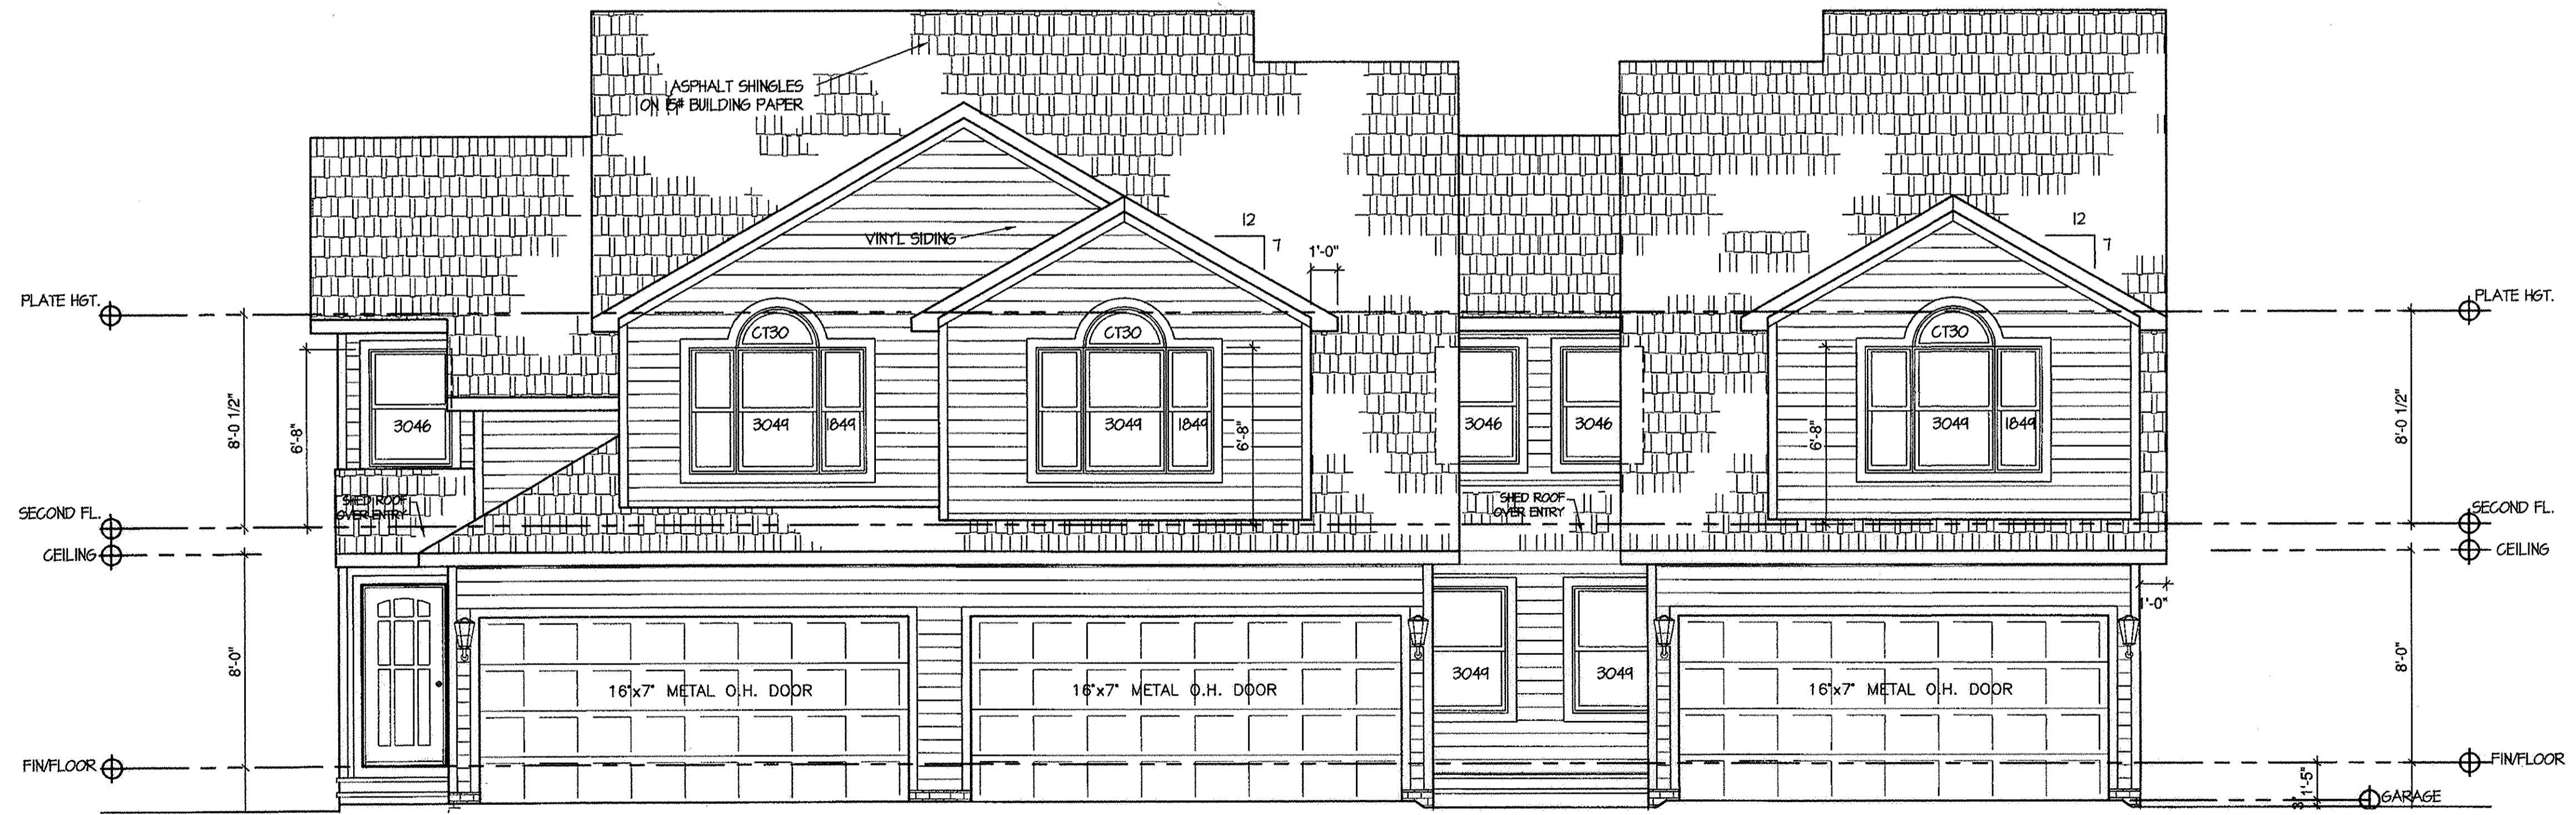 ASPHALT SHINGLES
ON 15# BUILDING PAPER
VINYL SIDING
12
7
1'-0"
12
7
PLATE HGT.
PLATE HGT.
CT30
CT30
CT30
8'-0 1/2"
6'-8"
3046
3049
1849
3049
1849
6'-8"
3046
3046
6'-8"
3049
1849
8'-0 1/2"
SHED ROOF
OVER ENTRY
SHED ROOF
OVER ENTRY
SECOND FL.
SECOND FL.
CEILING
CEILING
1'-0"
8'-0"
16'x7' METAL O.H. DOOR
16'x7' METAL O.H. DOOR
3049
3049
16'x7' METAL O.H. DOOR
8'-0"
FIN/FLOOR
FIN/FLOOR
1'-5"
3"
GARAGE